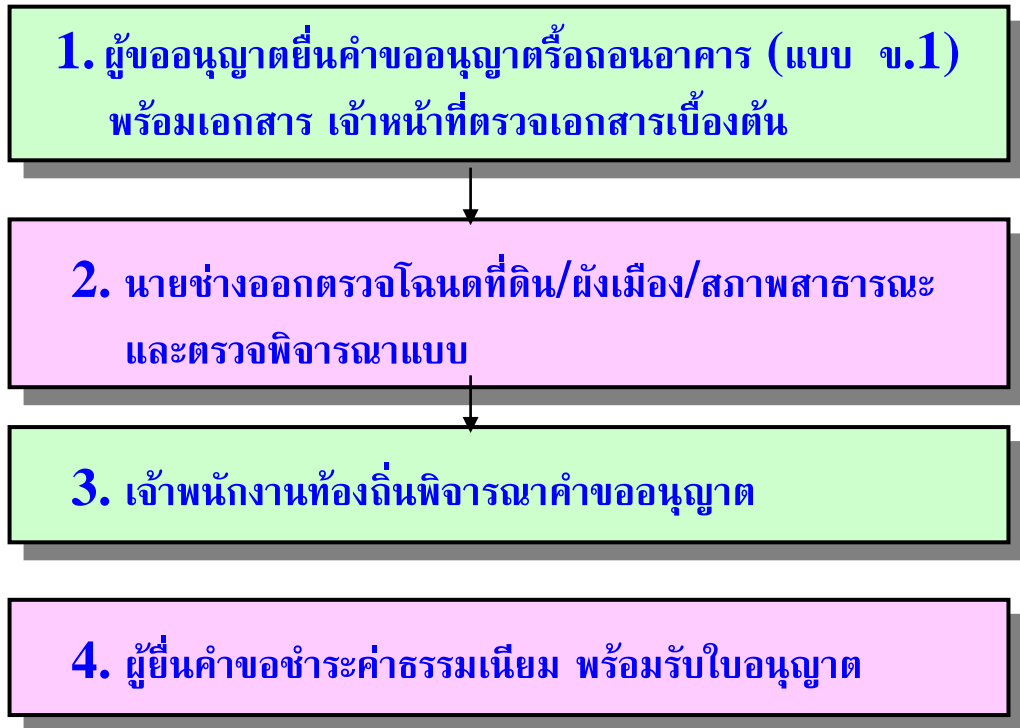 1. ผู้ขออนุญาตยื่นคำขออนุญาตรื้อถอนอาคาร (แบบ ข.1)
พร้อมเอกสาร เจ้าหน้าที่ตรวจเอกสารเบื้องต้น
2. นายช่างออกตรวจโฉนดที่ดิน/ผังเมือง/สภาพสาธารณะ
และตรวจพิจารณาแบบ
3. เจ้าพนักงานท้องถิ่นพิจารณาคำขออนุญาต
4. ผู้ยื่นคำขอชำระค่าธรรมเนียม พร้อมรับใบอนุญาต